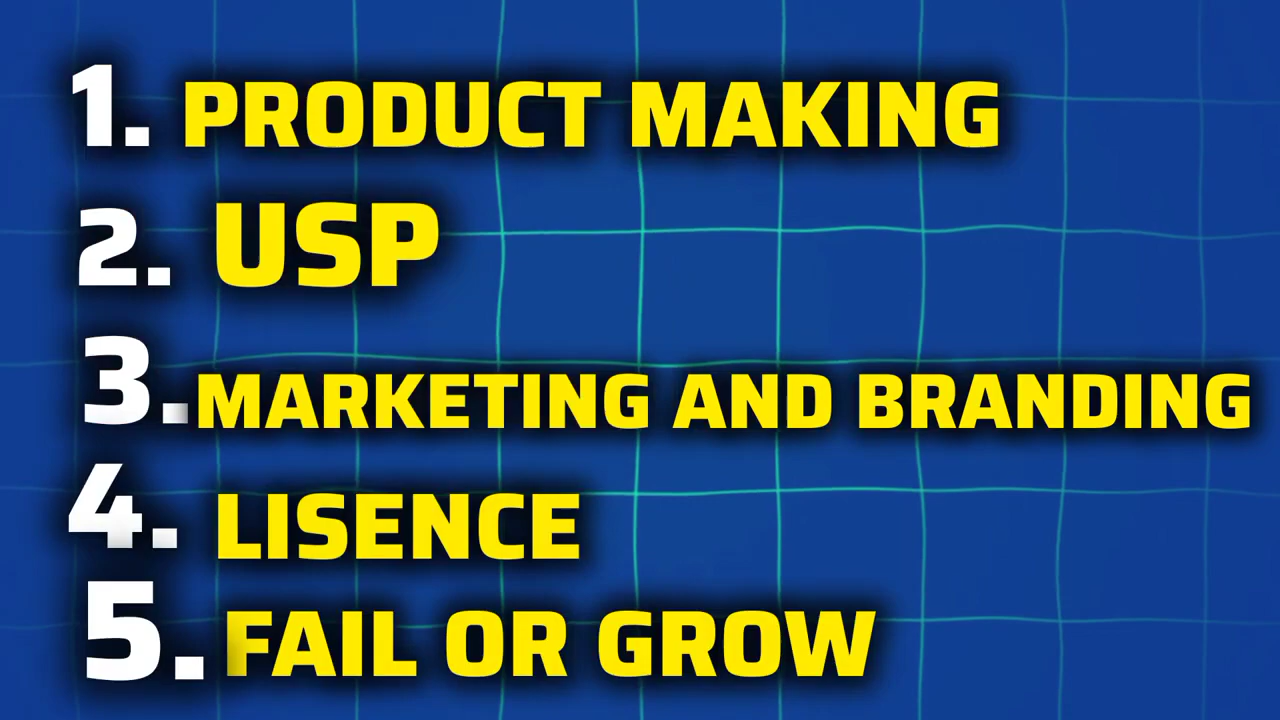 1. PRODUCT MAKING
2. USP
3. MARKETING AND BRANDING
4. LISENCE
5. FAIL OR GROW